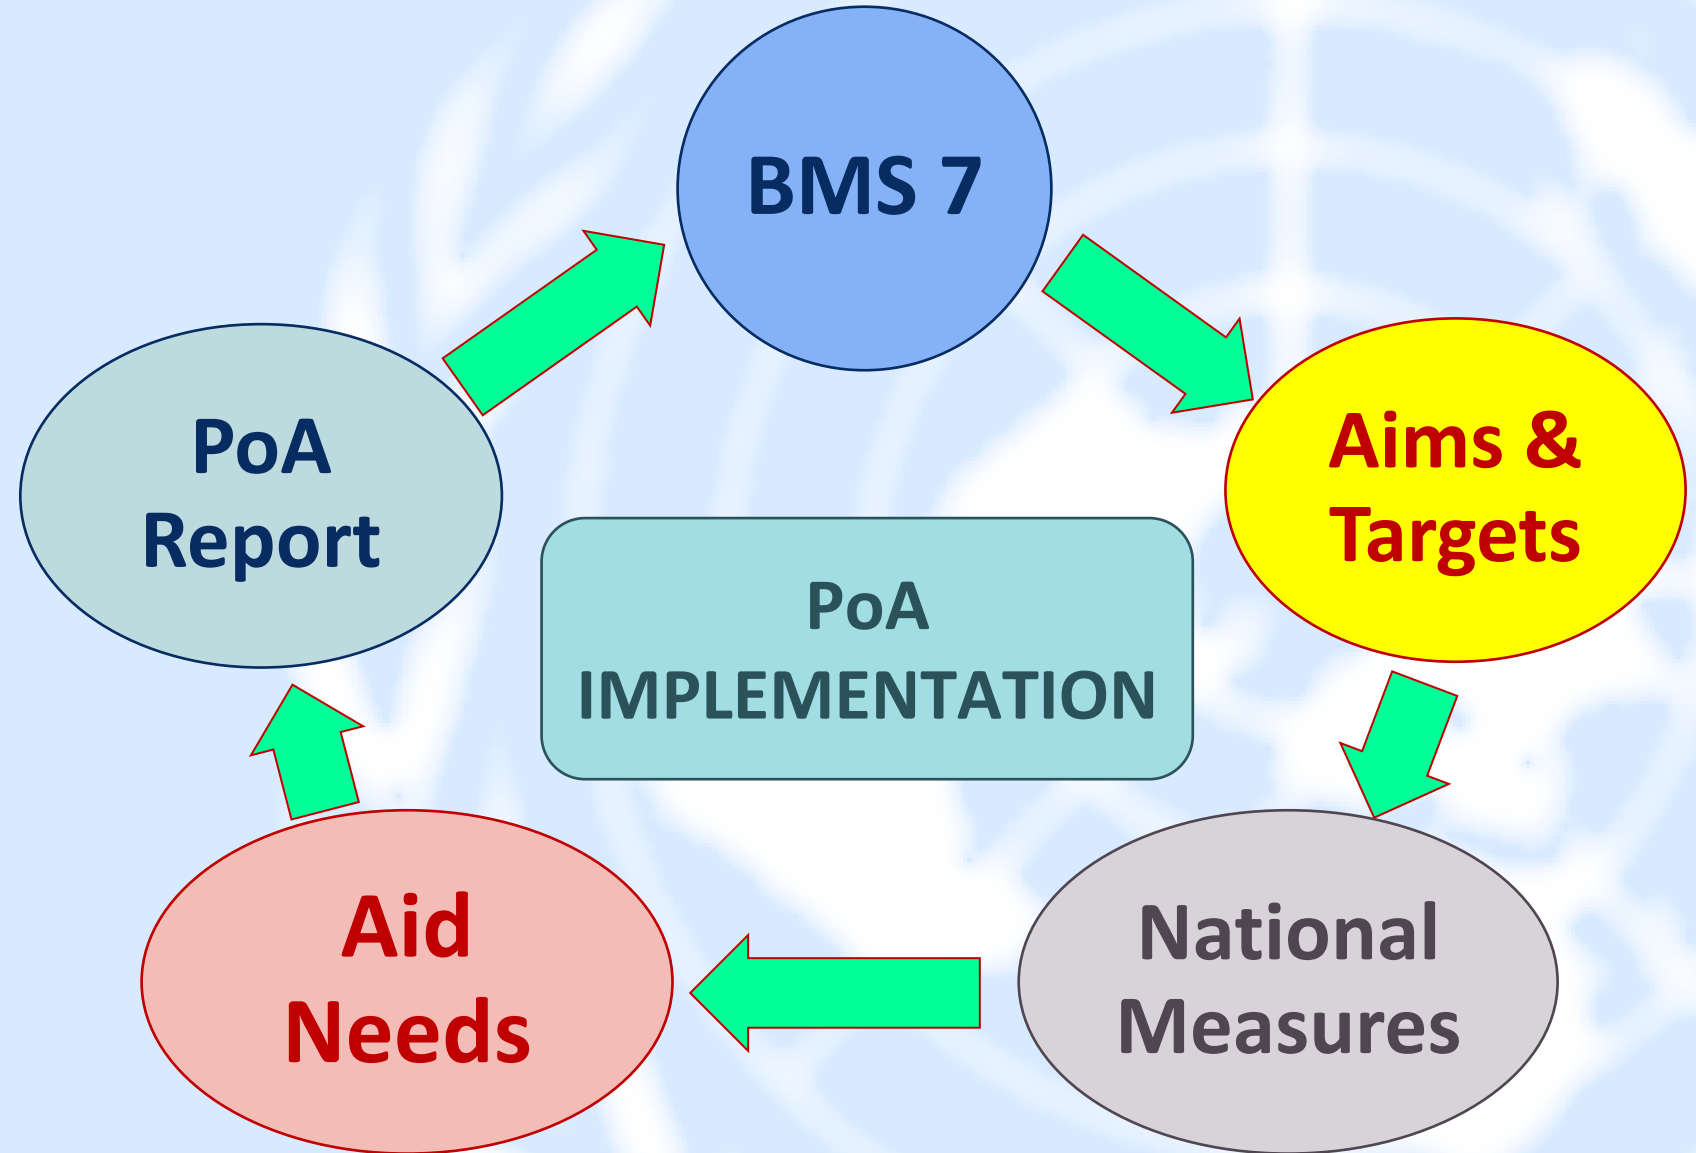 BMS 7
Aims &
Targets
National
Measures
Aid
Needs
PoA
Report
PoA
IMPLEMENTATION